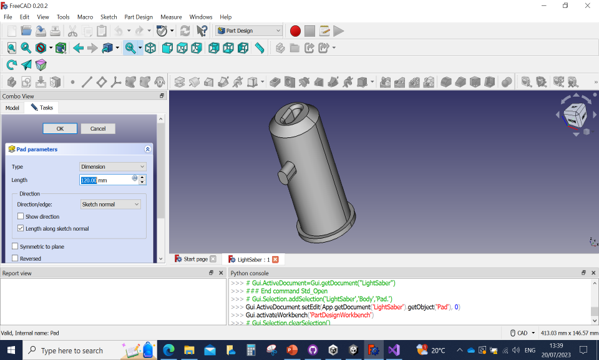 FreeCAD 0.20.2
File Edit View Tools Macro Sketch Part Design Measure Windows Help
Part Design
Combo View
Model Tasks
OK Cancel
Pad parameters
Type Dimension
Length 120.00 mm
Direction
Direction/edge: Sketch normal
Show direction
Length along sketch normal
Symmetric to plane
Reversed
Start page LightSaber : 1
Report view
Python console
>>> # Gui.ActiveDocument=Gui.getDocument("LightSaber")
>>> ### End command Std_Open
>>> # Gui.Selection.addSelection('LightSaber','Body','Pad.')
>>> Gui.ActiveDocument.setEdit(App.getDocument('LightSaber').getObject('Pad'), 0)
>>> Gui.activateWorkbench("PartDesignWorkbench")
>>> # Gui.Selection.clearSelection()
Valid, Internal name: Pad
CAD 413.03 mm x 146.57 mm
Type here to search
20°C
ENG
13:39
20/07/2023